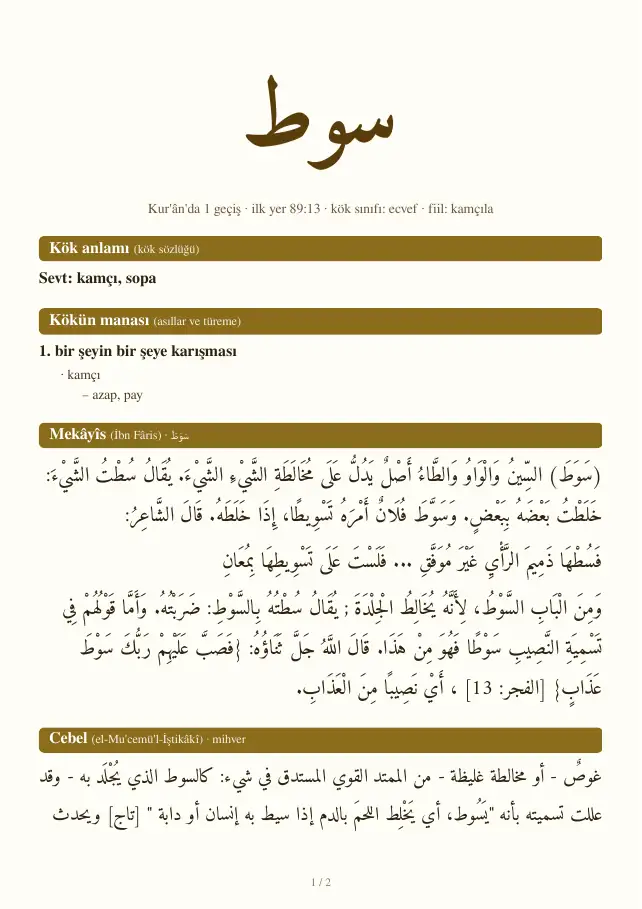 سوط
Kur'ân'da 1 geçiş · ilk yer 89:13 · kök sınıfı: ecvef · fiil: kamçıla
Kök anlamı (kök sözlüğü)
Sevt: kamçı, sopa
Kökün manası (asıllar ve türeme)
1. bir şeyin bir şeye karışması
· kamçı
– azap, pay
Mekâyîs (İbn Fâris) · سَوَطَ
(سَوَطَ) السِّينُ وَالْوَاوُ وَالطَّاءُ أَصْلٌ يَدُلُّ عَلَى مُخَالَطَةِ الشَّيْءِ الشَّيْءَ. يُقَالُ سُطْتُ الشَّيْءَ:
خَلَطْتُ بَعْضَهُ بِبَعْضٍ. وَسَوَّطَ فُلَانٌ أَمْرَهُ تَسْوِيطًا، إِذَا خَلَطَهُ. قَالَ الشَّاعِرُ:
فَسُطْهَا ذَمِيمَ الرَّأْيِ غَيْرَ مُوَفَّقٍ ... فَلَسْتَ عَلَى تَسْوِيطِهَا بِمُعَانِ
وَمِنَ الْبَابِ السَّوْطُ، لِأَنَّهُ يُخَالِطُ الْجِلْدَةَ ; يُقَالُ سُطْتُهُ بِالسَّوْطِ: ضَرَبْتُهُ. وَأَمَّا قَوْلُهُمْ فِي
تَسْمِيَةِ النَّصِيبِ سَوْطًا فَهُوَ مِنْ هَذَا. قَالَ اللَّهُ جَلَّ ثَنَاؤُهُ: {فَصَبَّ عَلَيْهِمْ رَبُّكَ سَوْطَ
عَذَابٍ} [الفجر: 13] ، أَيْ نَصِيبًا مِنَ الْعَذَابِ.
Cebel (el-Mu'cemü'l-İştikâkî) · mihver
غوصٌ - أو مخالطة غليظة - من الممتد القوي المستدق في شيء: كالسوط الذي يُجْلَد به - وقد
عللت تسميته بأنه "يَسُوط، أي يَخْلِط اللحمَ بالدم إذا سيط به إنسان أو دابة " [تاج] ويحدث
1 / 2